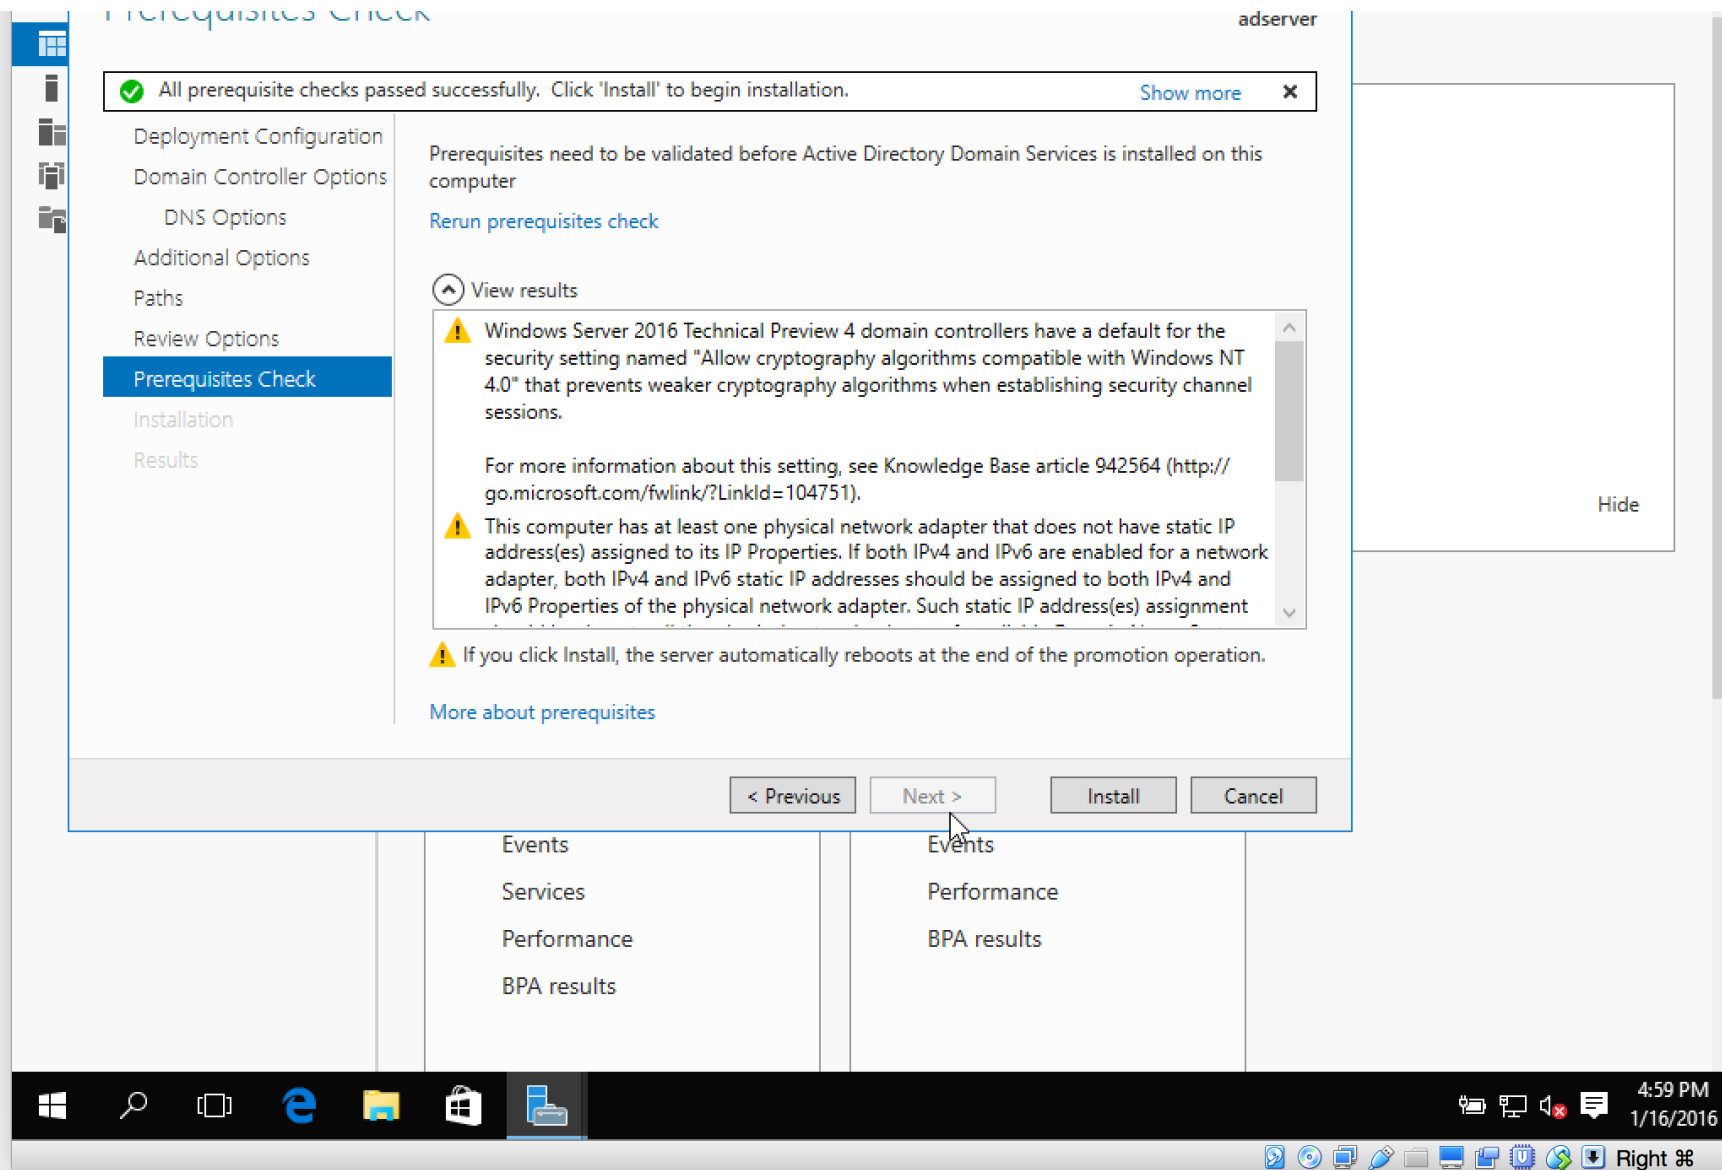 Prerequisites Check
adserver
All prerequisite checks passed successfully. Click 'Install' to begin installation.
Show more
Deployment Configuration
Domain Controller Options
DNS Options
Additional Options
Paths
Review Options
Prerequisites Check
Installation
Results
Prerequisites need to be validated before Active Directory Domain Services is installed on this
computer
Rerun prerequisites check
View results
Windows Server 2016 Technical Preview 4 domain controllers have a default for the
security setting named "Allow cryptography algorithms compatible with Windows NT
4.0" that prevents weaker cryptography algorithms when establishing security channel
sessions.
For more information about this setting, see Knowledge Base article 942564 (http://
go.microsoft.com/fwlink/?LinkId=104751).
This computer has at least one physical network adapter that does not have static IP
address(es) assigned to its IP Properties. If both IPv4 and IPv6 are enabled for a network
adapter, both IPv4 and IPv6 static IP addresses should be assigned to both IPv4 and
IPv6 Properties of the physical network adapter. Such static IP address(es) assignment
If you click Install, the server automatically reboots at the end of the promotion operation.
More about prerequisites
< Previous
Next >
Install
Cancel
Hide
Events
Services
Performance
BPA results
Events
Performance
BPA results
4:59 PM
1/16/2016
Right ⌘